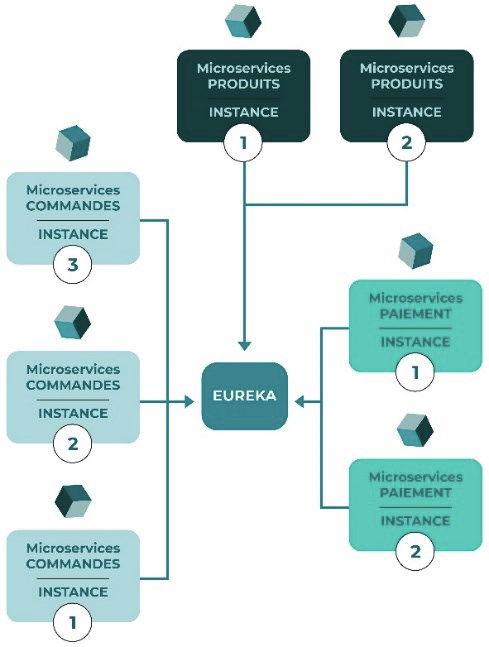 Microservices
PRODUITS
INSTANCE
1
Microservices
PRODUITS
INSTANCE
2
Microservices
COMMANDES
INSTANCE
3
Microservices
PAIEMENT
INSTANCE
1
Microservices
COMMANDES
INSTANCE
2
EUREKA
Microservices
PAIEMENT
INSTANCE
2
Microservices
COMMANDES
INSTANCE
1